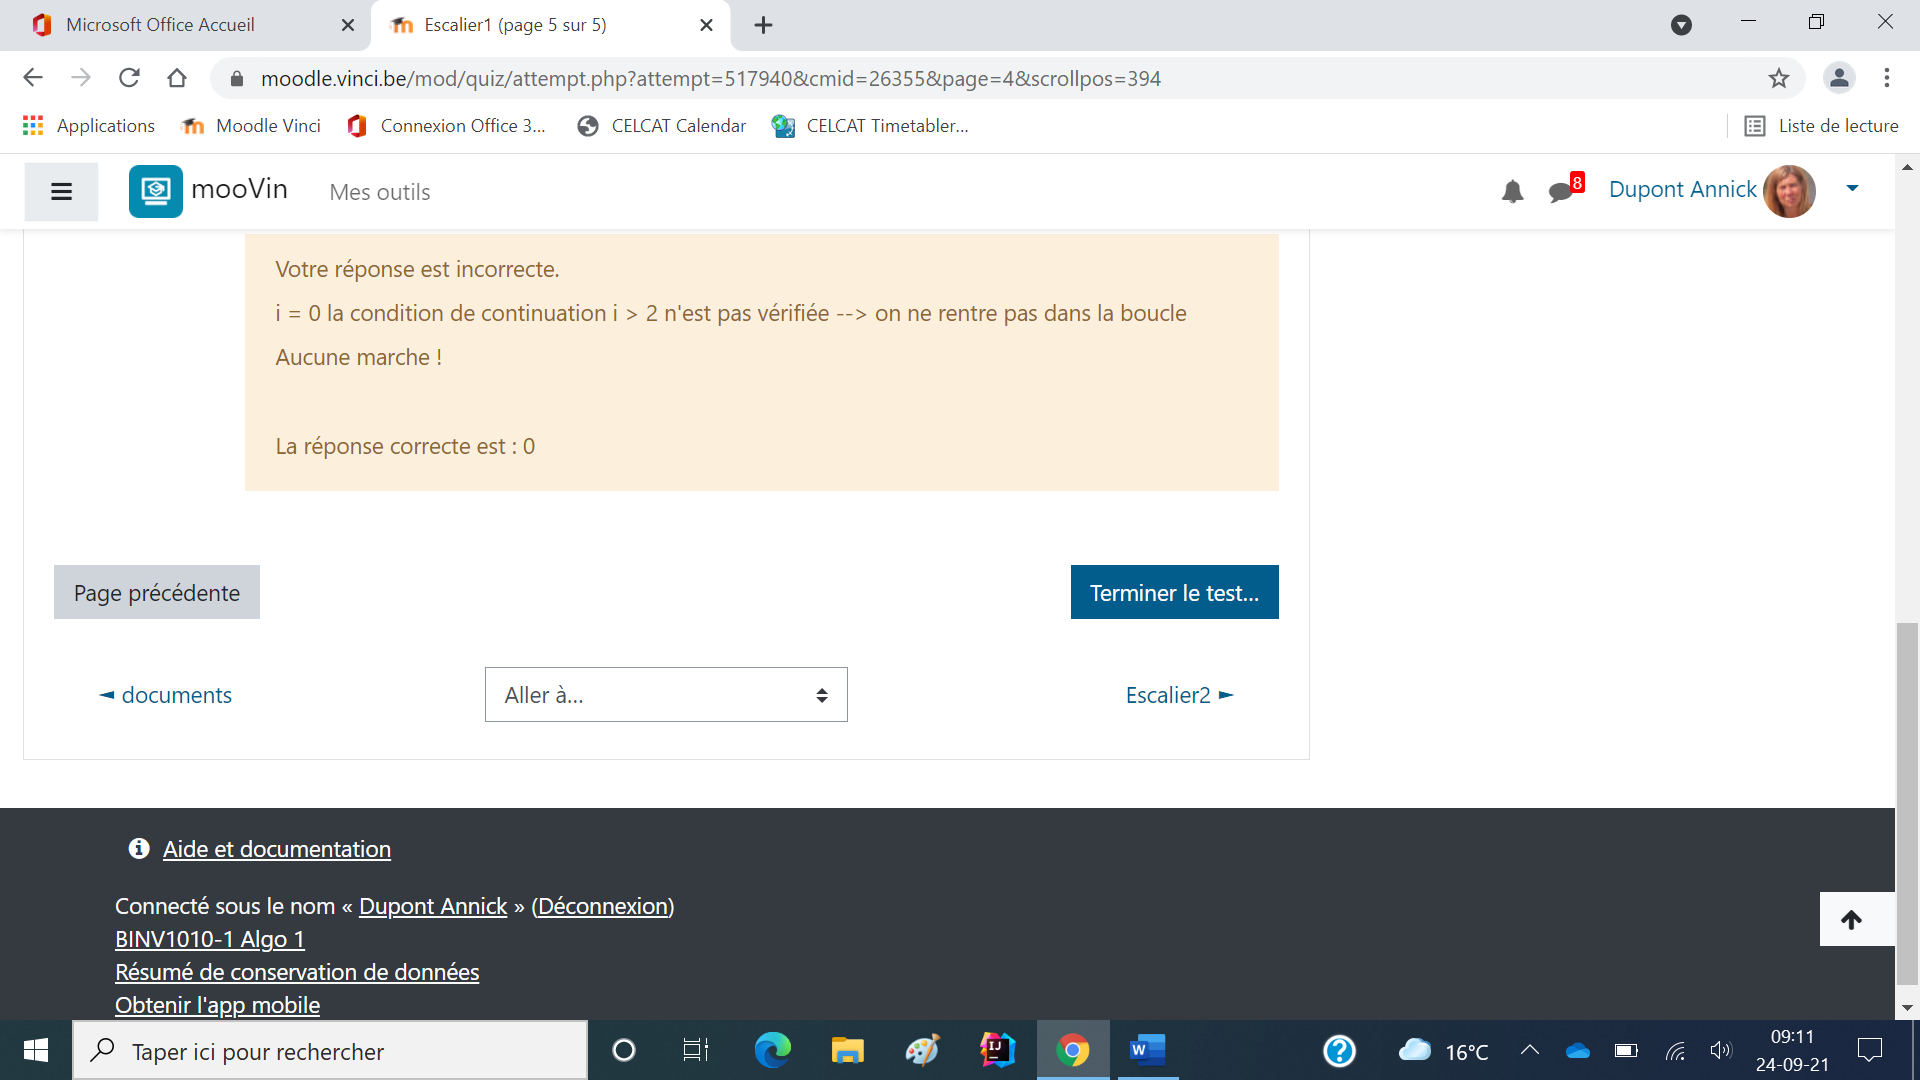 Microsoft Office Accueil
Escalier1 (page 5 sur 5)
moodle.vinci.be/mod/quiz/attempt.php?attempt=517940&cmid=26355&page=4&scrollpos=394
Applications
Moodle Vinci
Connexion Office 3...
CELCAT Calendar
CELCAT Timetabler...
Liste de lecture
mooVin
Mes outils
8
Dupont Annick
Votre réponse est incorrecte.
i = 0 la condition de continuation i > 2 n'est pas vérifiée --> on ne rentre pas dans la boucle
Aucune marche !
La réponse correcte est : 0
Page précédente
Terminer le test...
◄ documents
Aller à...
Escalier2 ►
Aide et documentation
Connecté sous le nom « Dupont Annick » (Déconnexion)
BINV1010-1 Algo 1
Résumé de conservation de données
Obtenir l'app mobile
Taper ici pour rechercher
IJ
W
16°C
09:11
24-09-21